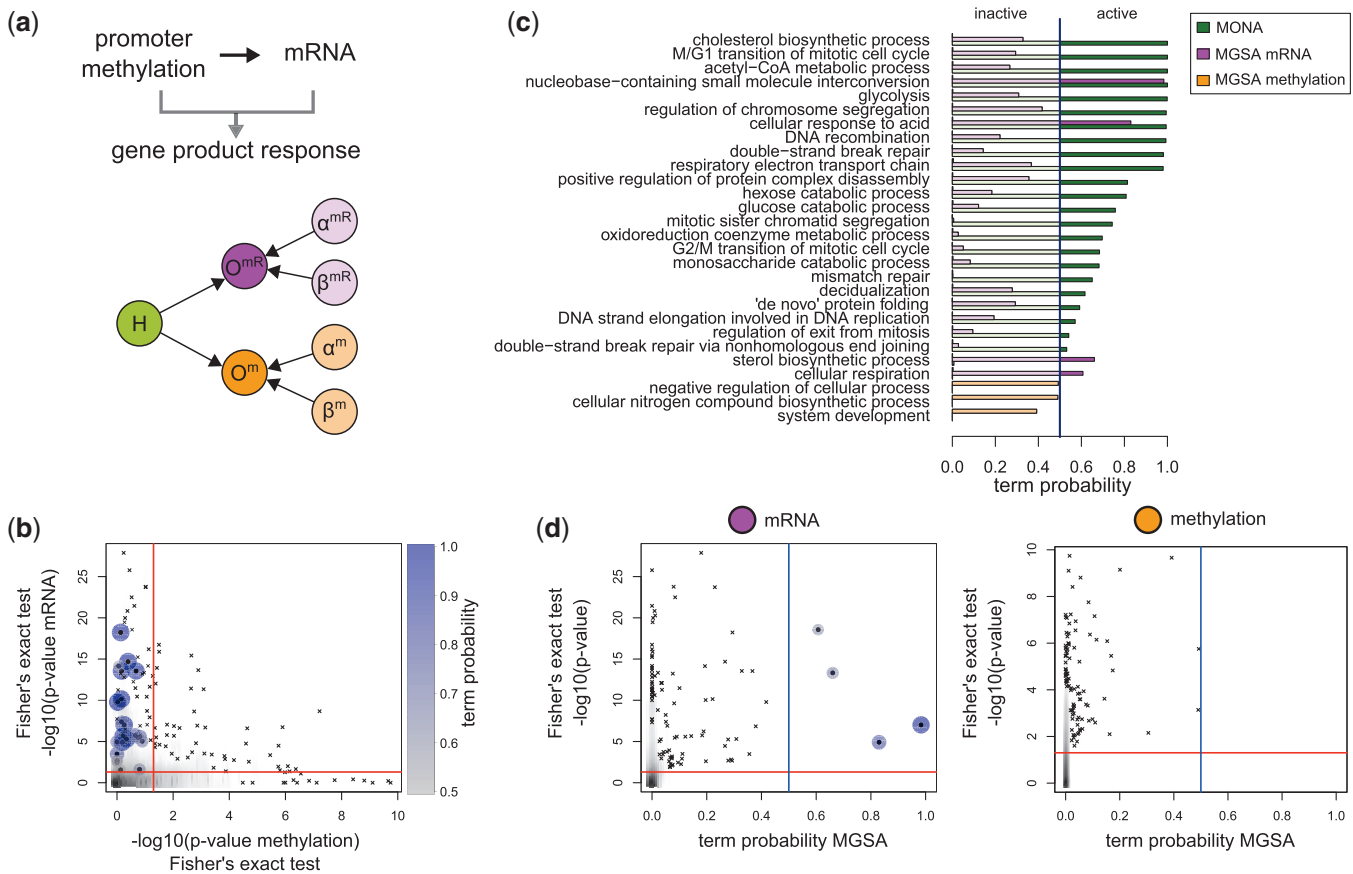 (a)
promoter
methylation
mRNA
gene product response
α^mR
O^mR
β^mR
H
α^m
O^m
β^m
(c)
inactive
active
MONA
MGSA mRNA
MGSA methylation
cholesterol biosynthetic process
M/G1 transition of mitotic cell cycle
acetyl−CoA metabolic process
nucleobase−containing small molecule interconversion
glycolysis
regulation of chromosome segregation
cellular response to acid
DNA recombination
double−strand break repair
respiratory electron transport chain
positive regulation of protein complex disassembly
hexose catabolic process
glucose catabolic process
mitotic sister chromatid segregation
oxidoreduction coenzyme metabolic process
G2/M transition of mitotic cell cycle
monosaccharide catabolic process
mismatch repair
decidualization
'de novo' protein folding
DNA strand elongation involved in DNA replication
regulation of exit from mitosis
double−strand break repair via nonhomologous end joining
sterol biosynthetic process
cellular respiration
negative regulation of cellular process
cellular nitrogen compound biosynthetic process
system development
0.0 0.2 0.4 0.6 0.8 1.0
term probability
(b)
Fisher's exact test
-log10(p-value mRNA)
25
20
15
10
5
0
0 2 4 6 8 10
-log10(p-value methylation)
Fisher's exact test
1.0
0.9
0.8
0.7
0.6
0.5
term probability
(d)
mRNA
Fisher's exact test
-log10(p-value)
25
20
15
10
5
0
0.0 0.2 0.4 0.6 0.8 1.0
term probability MGSA
methylation
Fisher's exact test
-log10(p-value)
10
8
6
4
2
0
0.0 0.2 0.4 0.6 0.8 1.0
term probability MGSA